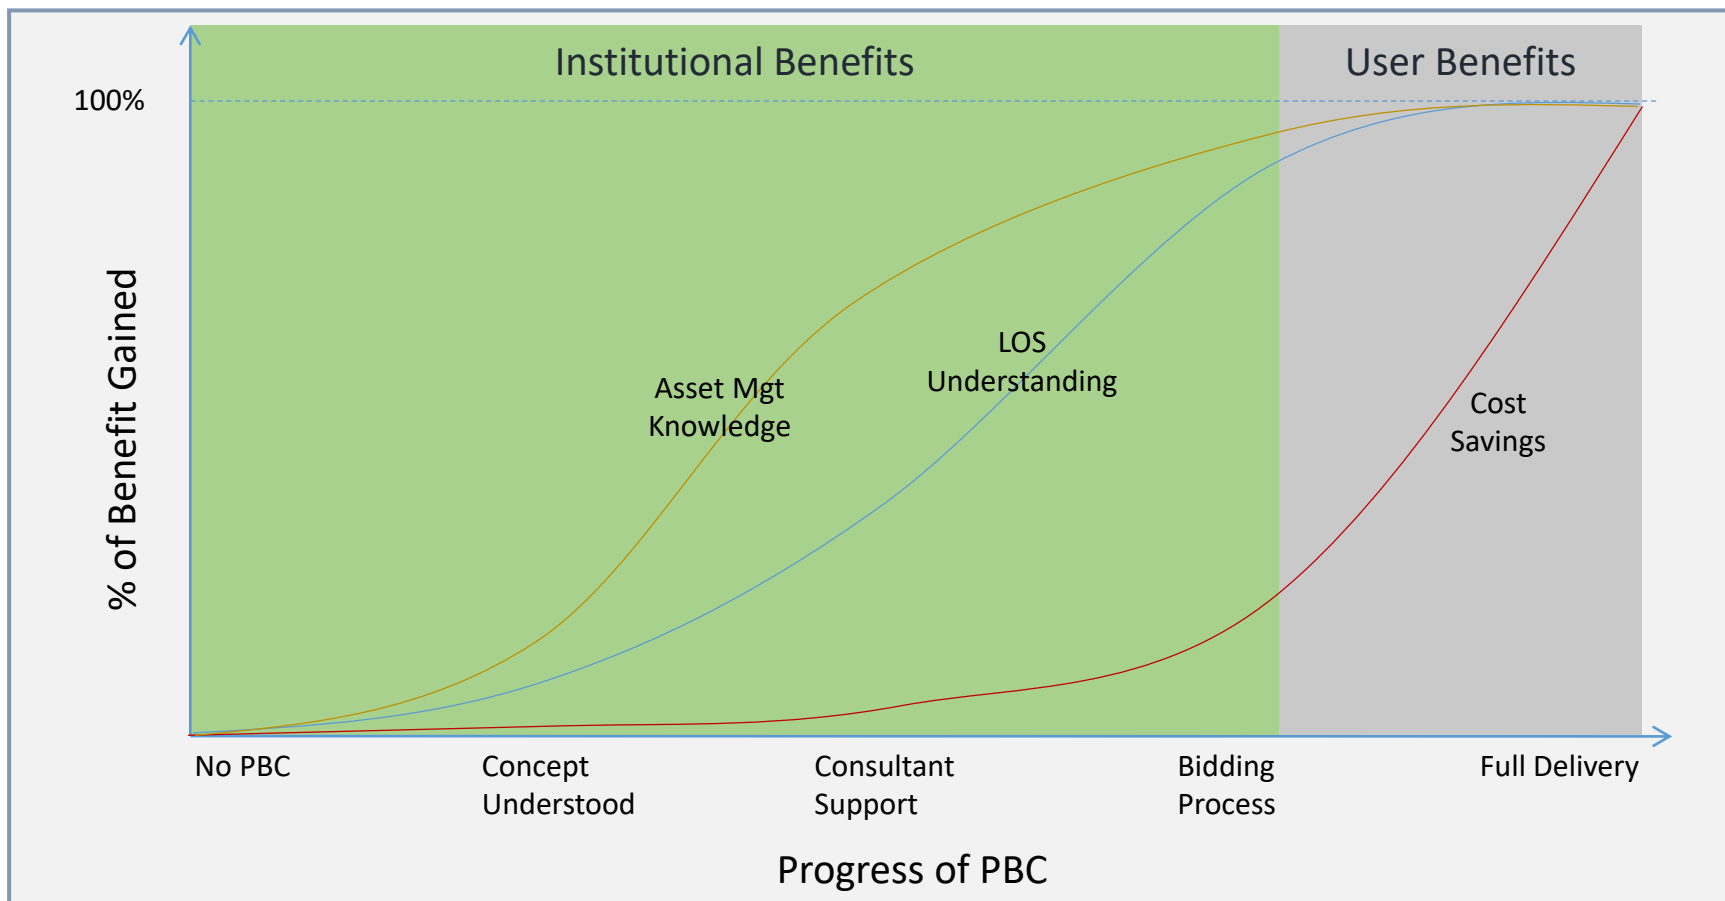 Institutional Benefits
User Benefits
100%
% of Benefit Gained
Asset Mgt
Knowledge
LOS
Understanding
Cost
Savings
No PBC
Concept
Understood
Consultant
Support
Bidding
Process
Full Delivery
Progress of PBC